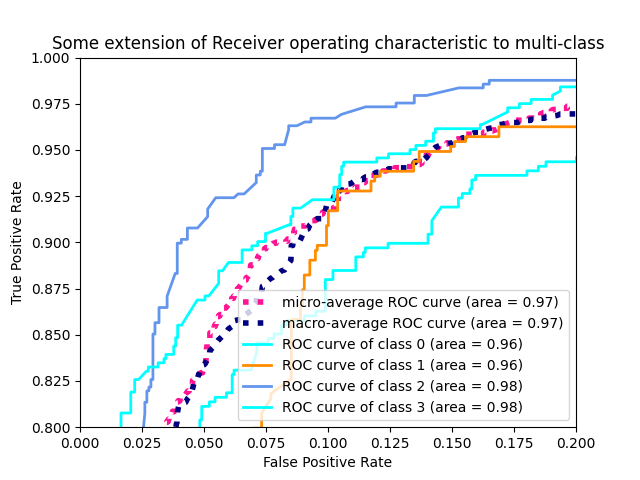 Some extension of Receiver operating characteristic to multi-class
True Positive Rate
1.000
0.975
0.950
0.925
0.900
0.875
0.850
0.825
0.800
micro-average ROC curve (area = 0.97)
macro-average ROC curve (area = 0.97)
ROC curve of class 0 (area = 0.96)
ROC curve of class 1 (area = 0.96)
ROC curve of class 2 (area = 0.98)
ROC curve of class 3 (area = 0.98)
0.000 0.025 0.050 0.075 0.100 0.125 0.150 0.175 0.200
False Positive Rate